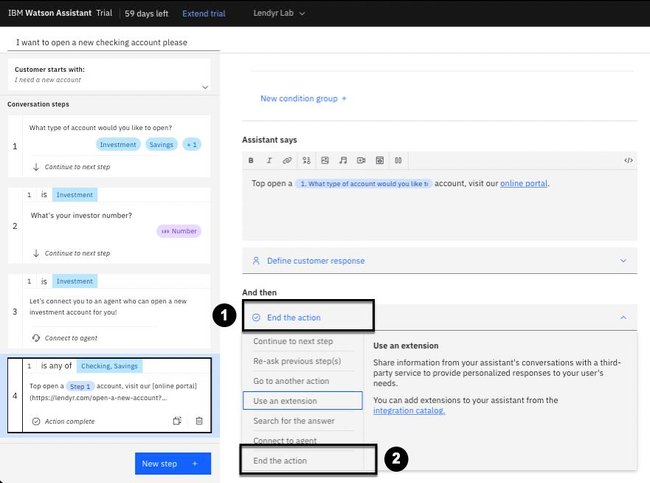 IBM Watson Assistant Trial
59 days left
Extend trial
Lendyr Lab
I want to open a new checking account please
Customer starts with:
I need a new account
Conversation steps
1
What type of account would you like to open?
Investment Savings + 1
Continue to next step
1 is Investment
2
What's your investor number?
123 Number
Continue to next step
1 is Investment
3
Let's connect you to an agent who can open a new
investment account for you!
Connect to agent
1 is any of Checking, Savings
4
Top open a Step 1 account, visit our [online portal]
(https://lendyr.com/open-a-new-account?...
Action complete
New step +
New condition group +
Assistant says
B I </>
Top open a 1. What type of account would you like t account, visit our online portal.
Define customer response
And then
1
End the action
Continue to next step
Re-ask previous step(s)
Go to another action
Use an extension
Search for the answer
Connect to agent
End the action
2
Use an extension
Share information from your assistant's conversations with a third-
party service to provide personalized responses to your user's
needs.
You can add extensions to your assistant from the
integration catalog.